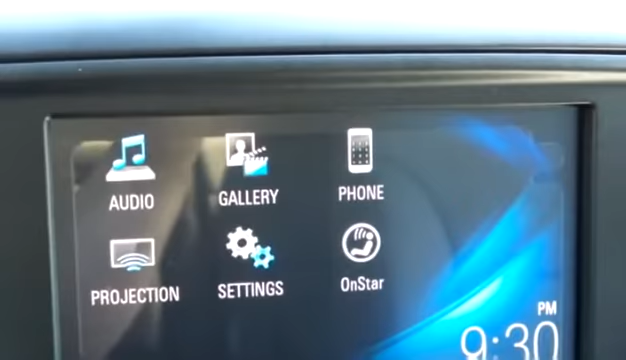 AUDIO GALLERY PHONE
PROJECTION SETTINGS OnStar
PM
9:30